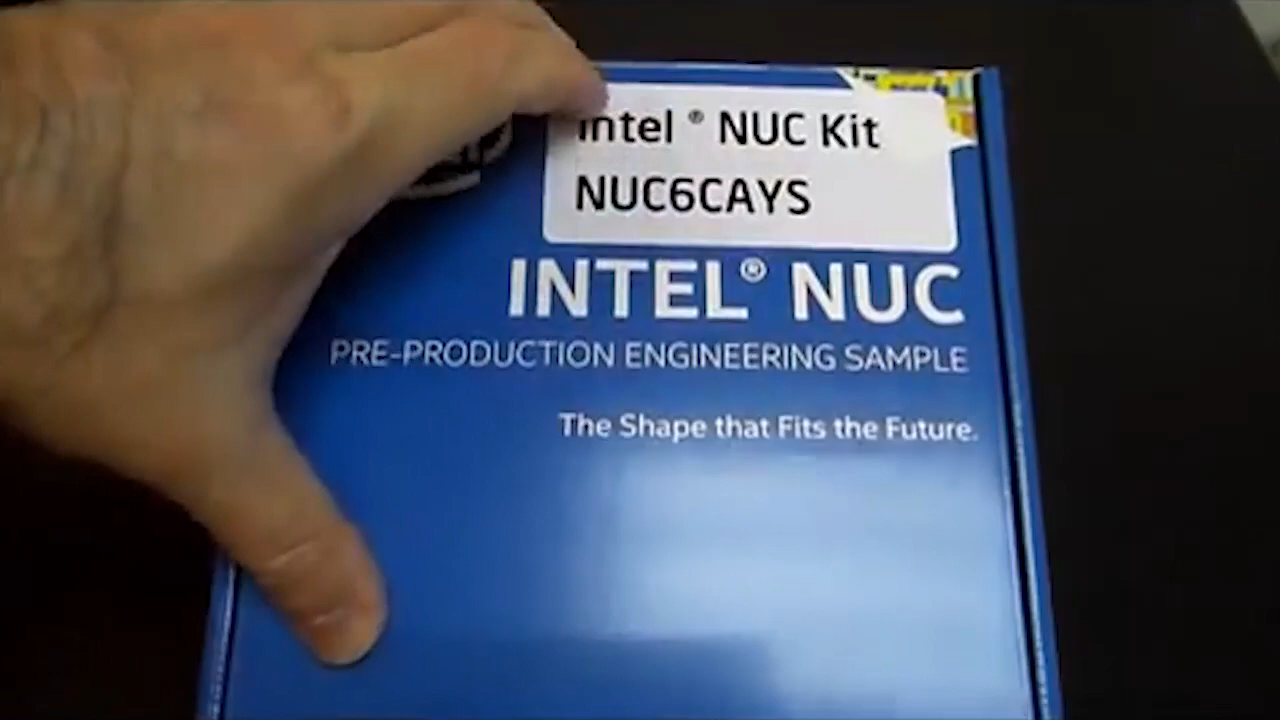 Intel ® NUC Kit
NUC6CAYS
INTEL® NUC
PRE-PRODUCTION ENGINEERING SAMPLE
The Shape that Fits the Future.